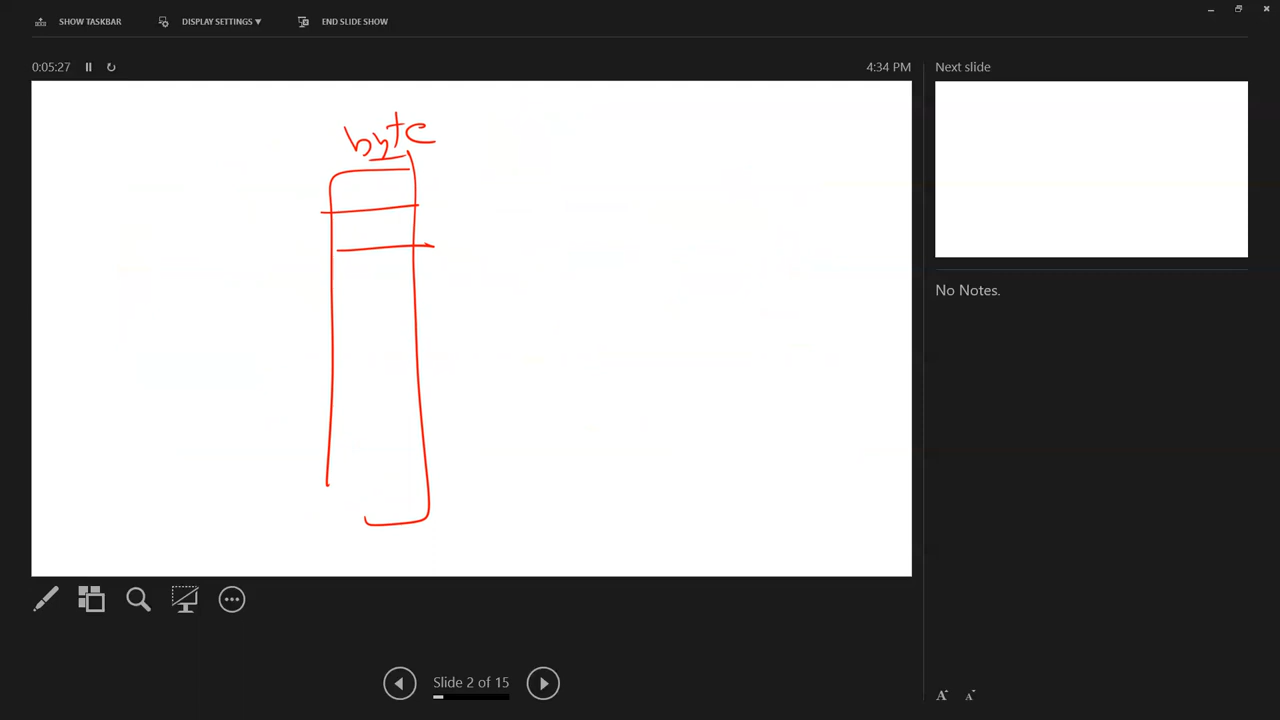 SHOW TASKBAR DISPLAY SETTINGS ▼ END SLIDE SHOW
0:05:27 4:34 PM Next slide
byte
No Notes.
Slide 2 of 15
A A